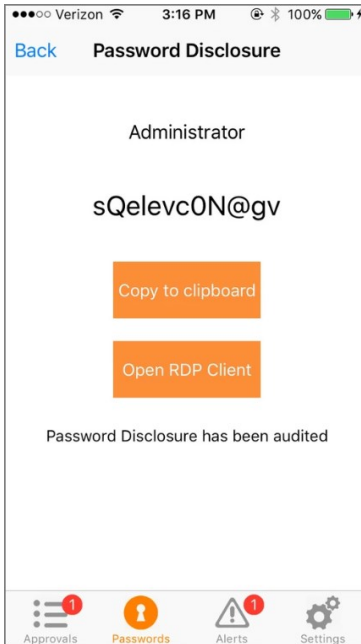 Verizon 3:16 PM 100%
Back Password Disclosure
Administrator
sQelevc0N@gv
Copy to clipboard
Open RDP Client
Password Disclosure has been audited
1 1
Approvals Passwords Alerts Settings